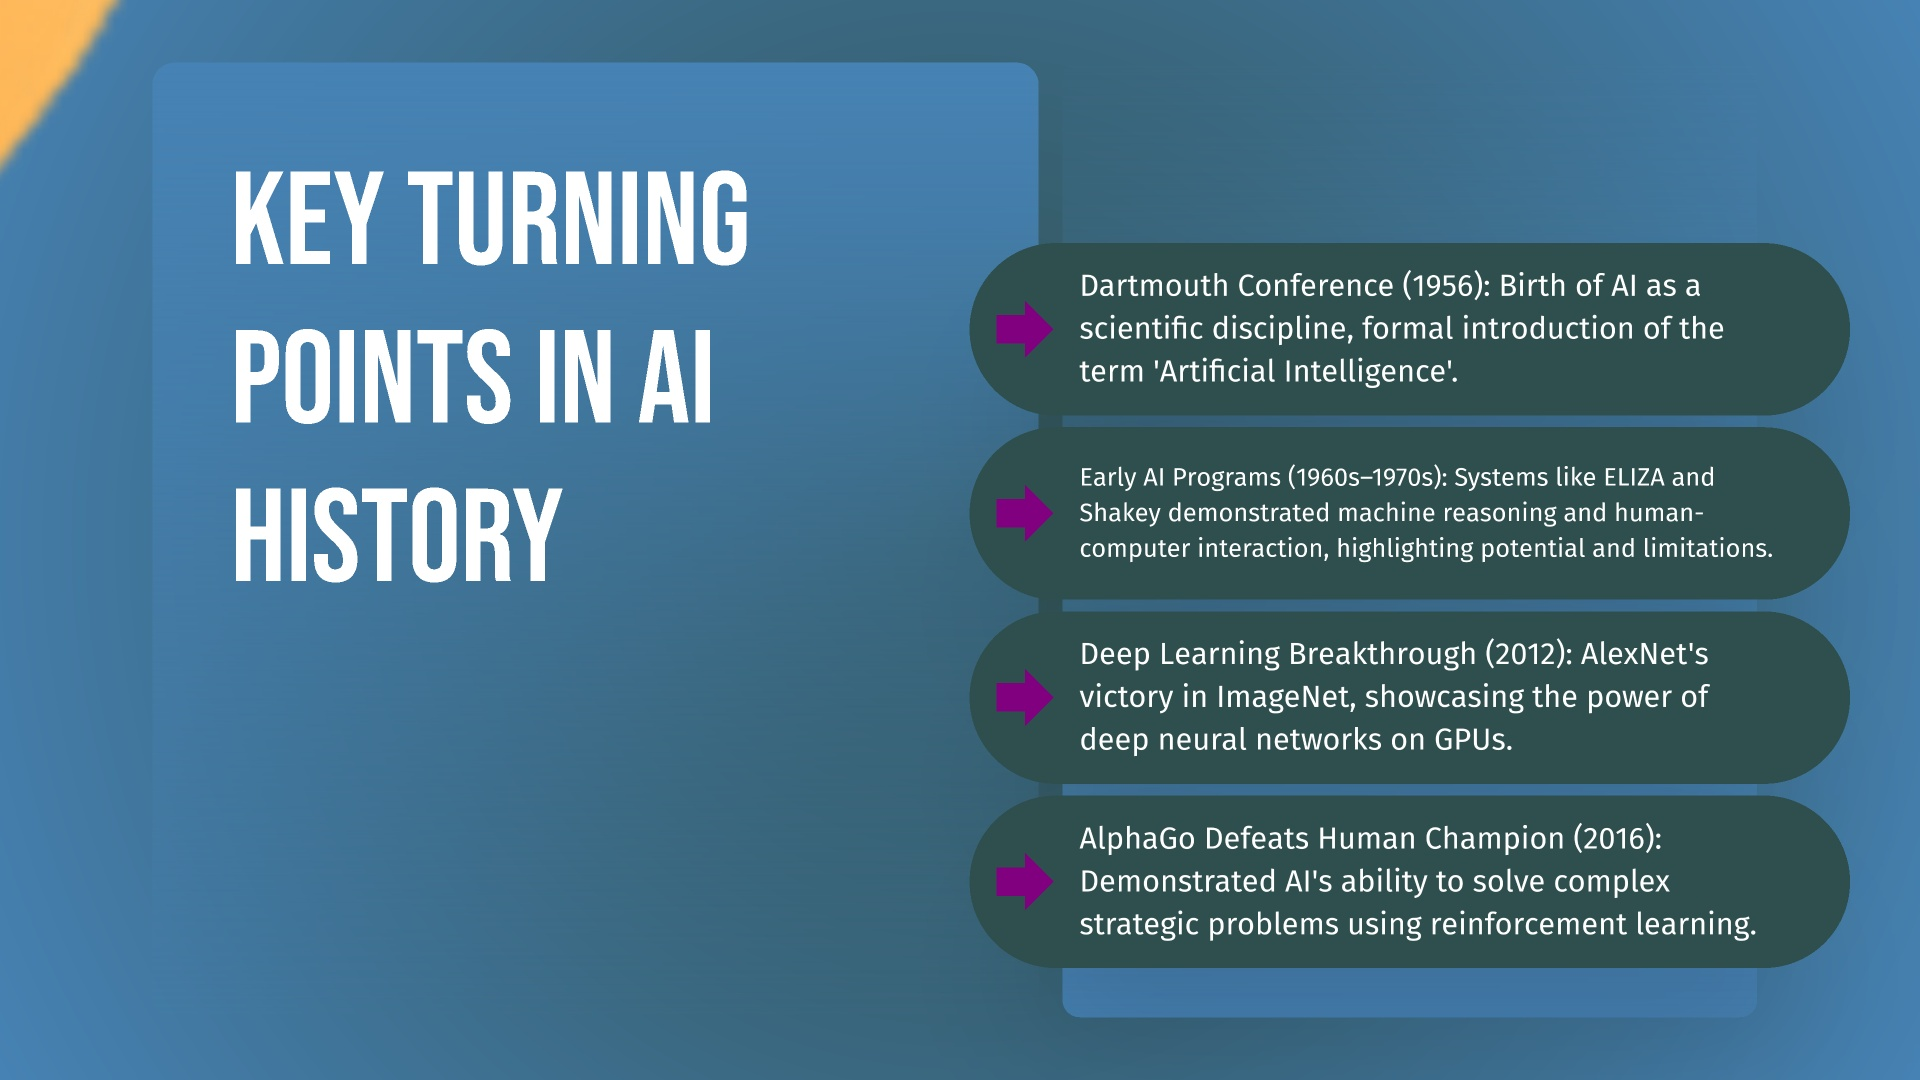 KEY TURNING
POINTS IN AI
HISTORY
Dartmouth Conference (1956): Birth of AI as a
scientific discipline, formal introduction of the
term 'Artificial Intelligence'.
Early AI Programs (1960s–1970s): Systems like ELIZA and
Shakey demonstrated machine reasoning and human-
computer interaction, highlighting potential and limitations.
Deep Learning Breakthrough (2012): AlexNet's
victory in ImageNet, showcasing the power of
deep neural networks on GPUs.
AlphaGo Defeats Human Champion (2016):
Demonstrated AI's ability to solve complex
strategic problems using reinforcement learning.